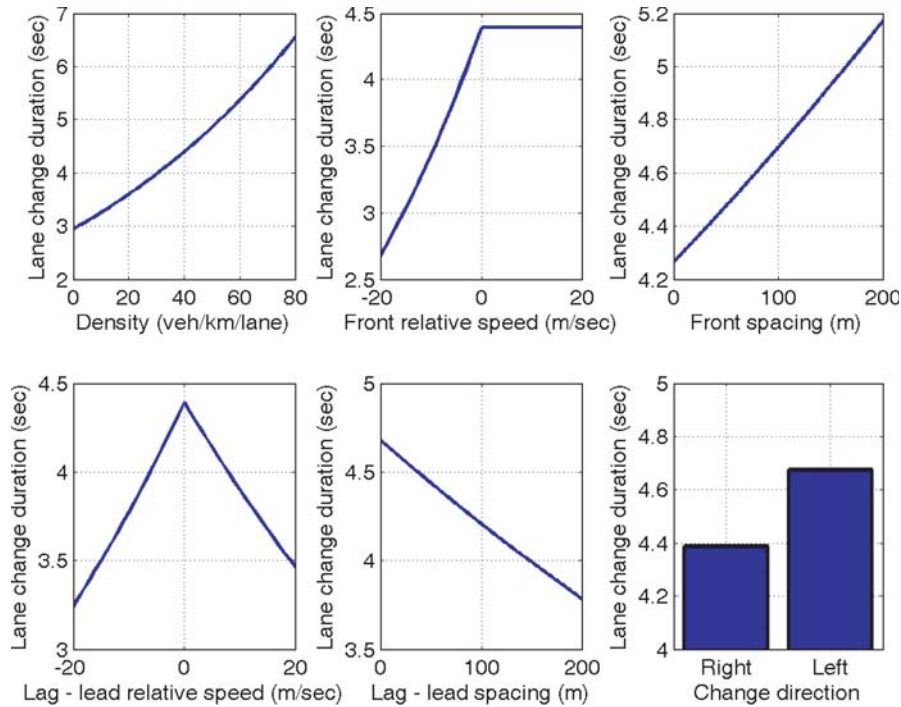 Lane change duration (sec)
7
6
5
4
3
2
0 20 40 60 80
Density (veh/km/lane)
Lane change duration (sec)
4.5
4
3.5
3
2.5
-20 0 20
Front relative speed (m/sec)
Lane change duration (sec)
5.2
5
4.8
4.6
4.4
4.2
0 100 200
Front spacing (m)
Lane change duration (sec)
4.5
4
3.5
3
-20 0 20
Lag - lead relative speed (m/sec)
Lane change duration (sec)
5
4.5
4
3.5
0 100 200
Lag - lead spacing (m)
Lane change duration (sec)
5
4.8
4.6
4.4
4.2
4
Right Left
Change direction